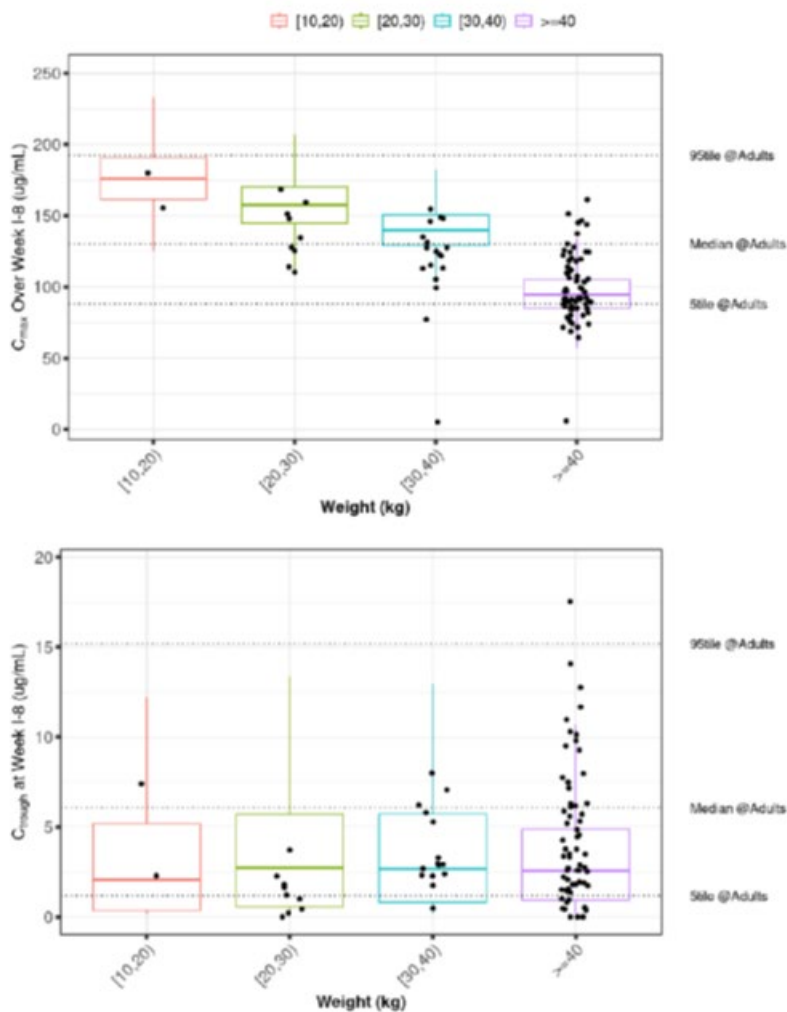 [10,20) [20,30) [30,40) >=40
250
200
150
100
50
0
Cmax Over Week I-8 (ug/mL)
95tile @Adults
Median @Adults
5tile @Adults
[10,20) [20,30) [30,40) >=40
Weight (kg)
20
15
10
5
0
Ctrough at Week I-8 (ug/mL)
95tile @Adults
Median @Adults
5tile @Adults
[10,20) [20,30) [30,40) >=40
Weight (kg)